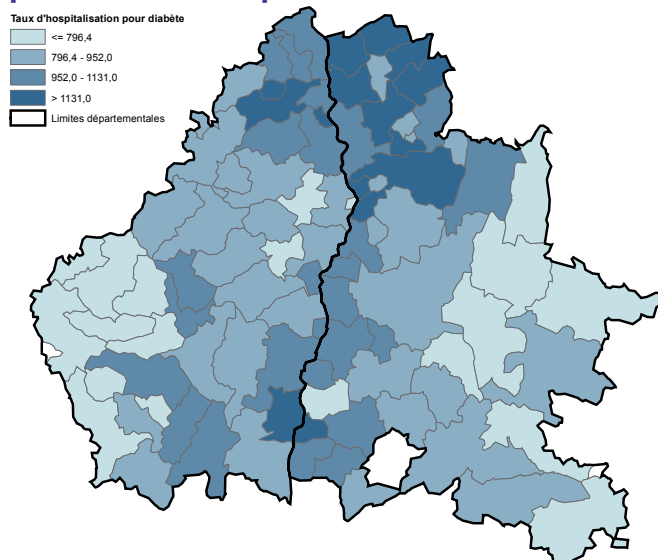 Taux d'hospitalisation pour diabète
<= 796,4
796,4 - 952,0
952,0 - 1131,0
> 1131,0
Limites départementales